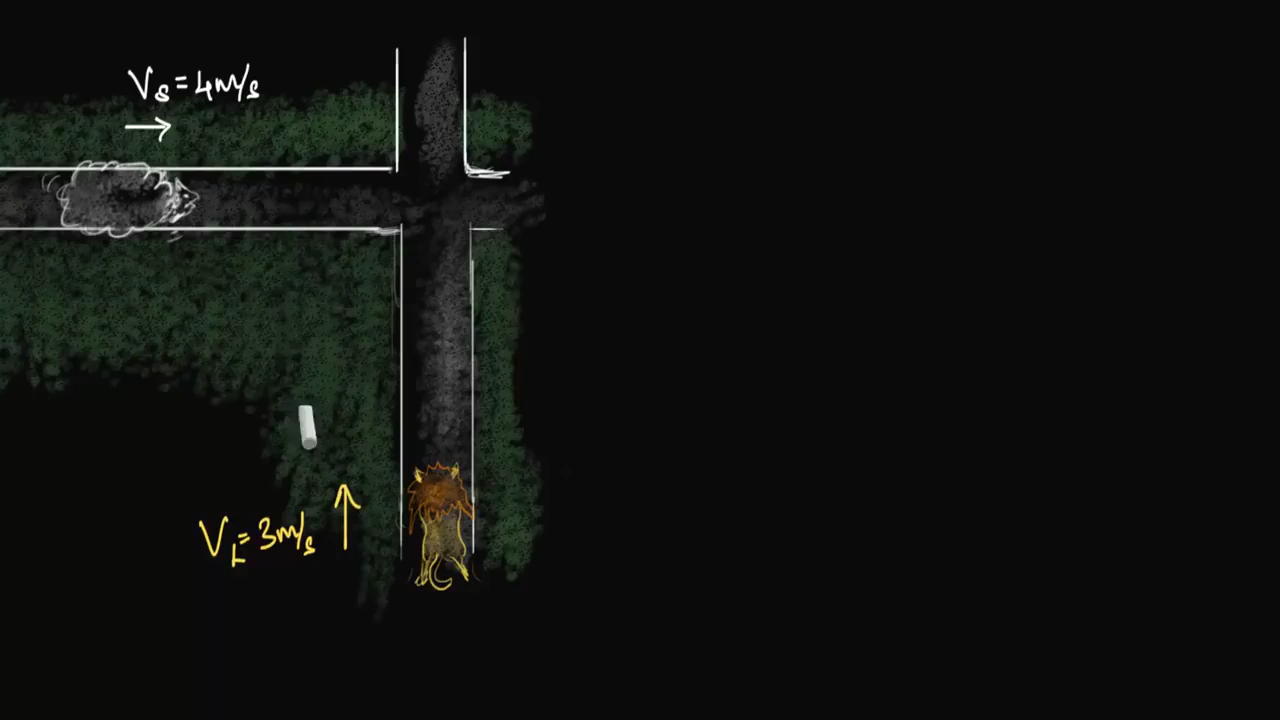 Vs = 4m/s
VL = 3m/s